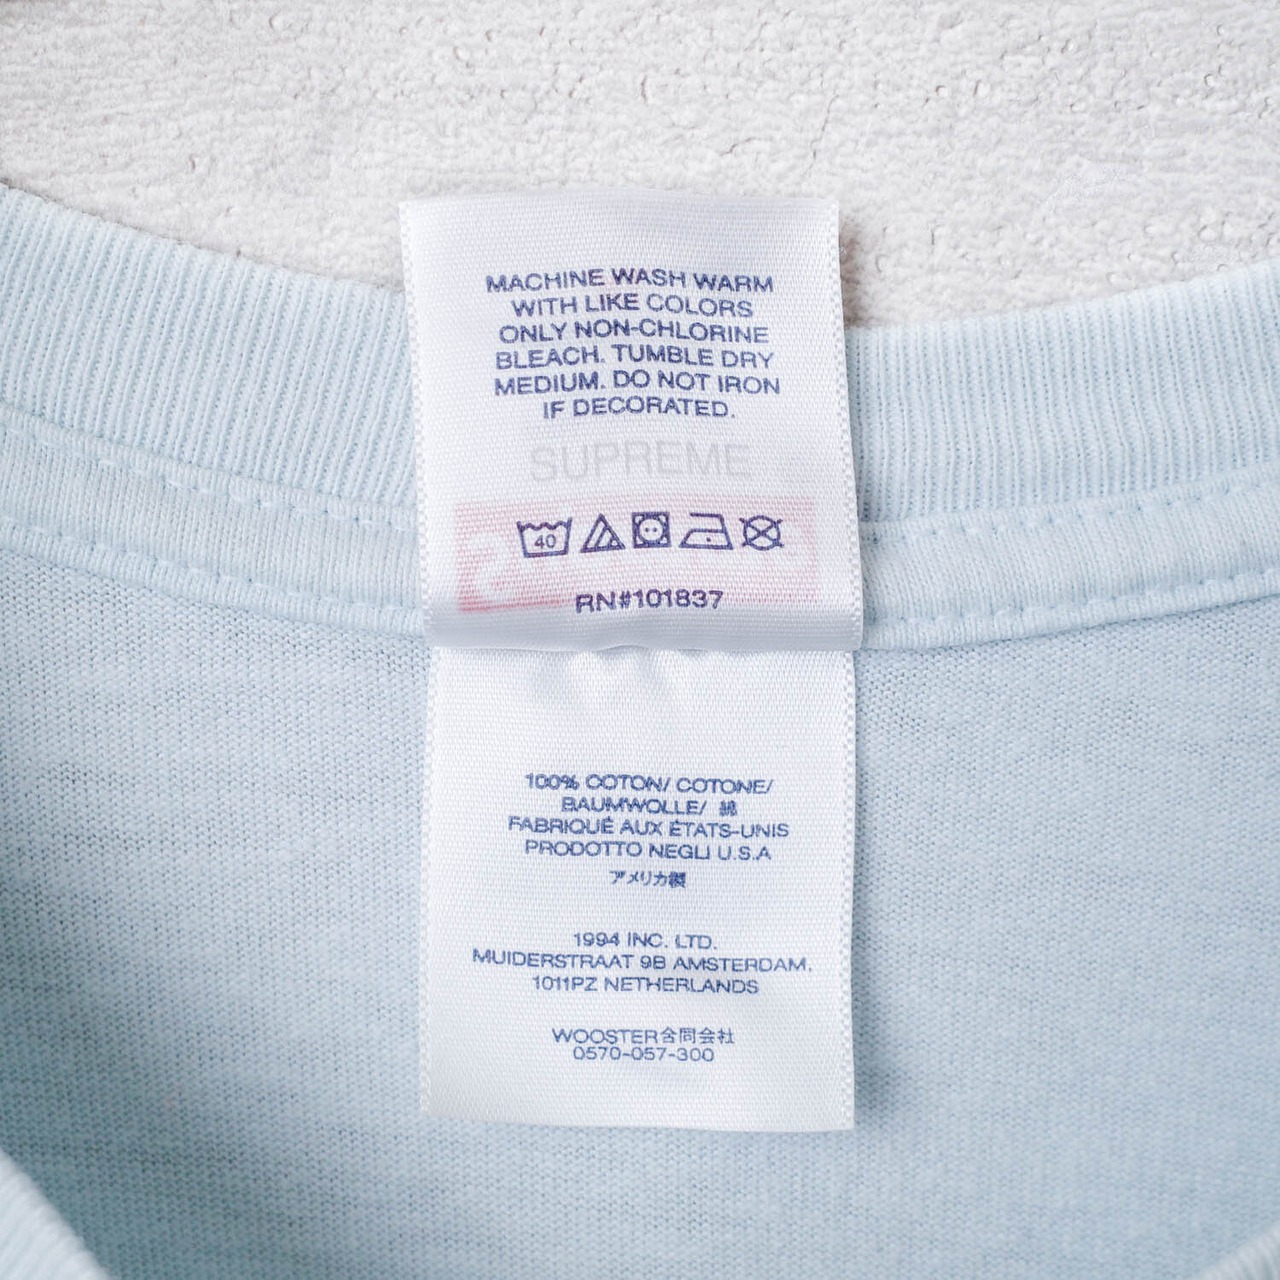 MACHINE WASH WARM
WITH LIKE COLORS
ONLY NON-CHLORINE
BLEACH. TUMBLE DRY
MEDIUM. DO NOT IRON
IF DECORATED.
SUPREME
40
RN#101837
100% COTON/ COTONE/
BAUMWOLLE/ 綿
FABRIQUÉ AUX ÉTATS-UNIS
PRODOTTO NEGLI U.S.A
アメリカ製
1994 INC. LTD.
MUIDERSTRAAT 9B AMSTERDAM,
1011PZ NETHERLANDS
WOOSTER合同会社
0570-057-300